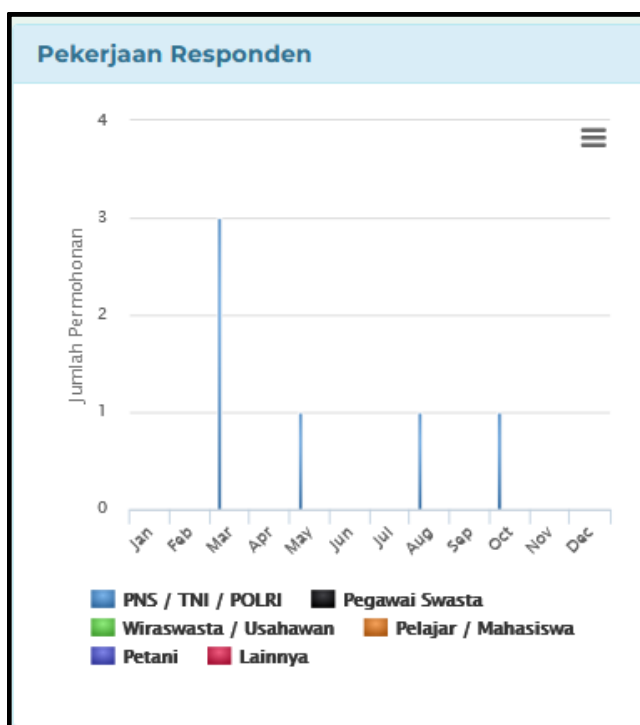 Pekerjaan Responden
4
3
2
1
0
Jumlah Permohonan
Jan Feb Mar Apr May Jun Jul Aug Sep Oct Nov Dec
PNS / TNI / POLRI Pegawai Swasta
Wiraswasta / Usahawan Pelajar / Mahasiswa
Petani Lainnya